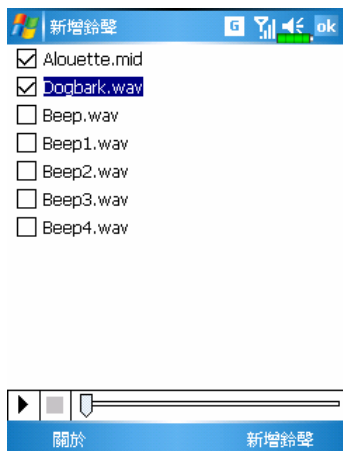 新增鈴聲 G ok
Alouette.mid
Dogbark.wav
Beep.wav
Beep1.wav
Beep2.wav
Beep3.wav
Beep4.wav
關於 新增鈴聲